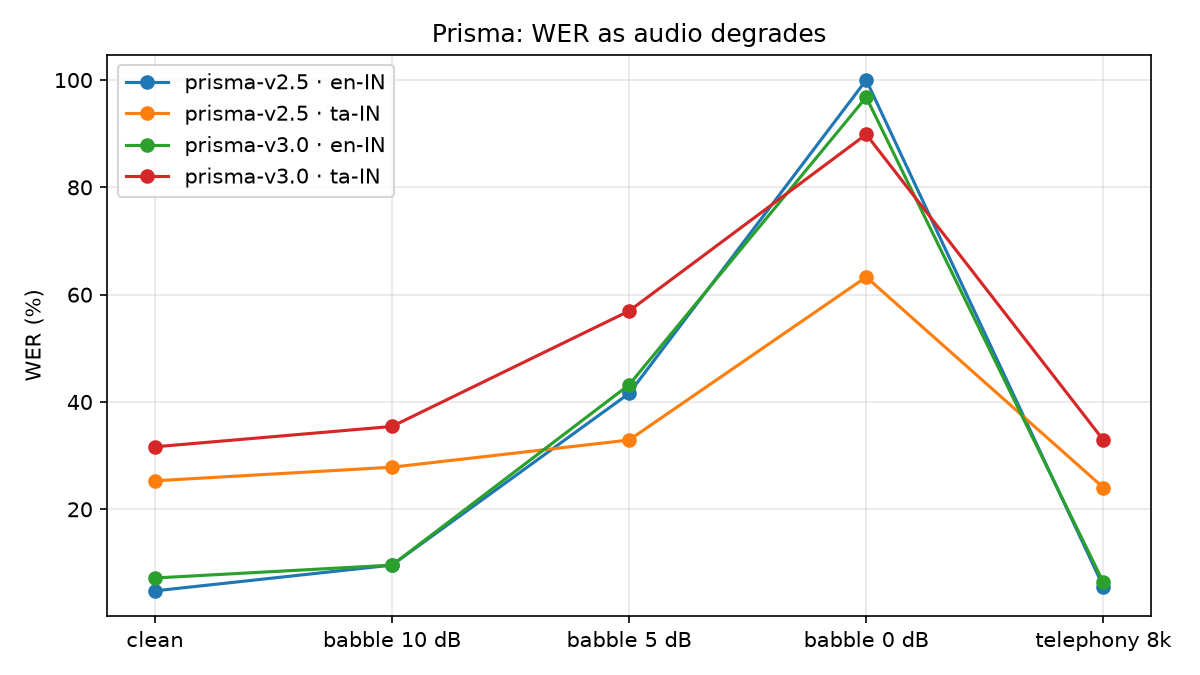 Prisma: WER as audio degrades
prisma-v2.5 · en-IN
prisma-v2.5 · ta-IN
prisma-v3.0 · en-IN
prisma-v3.0 · ta-IN
WER (%)
100
80
60
40
20
clean babble 10 dB babble 5 dB babble 0 dB telephony 8k